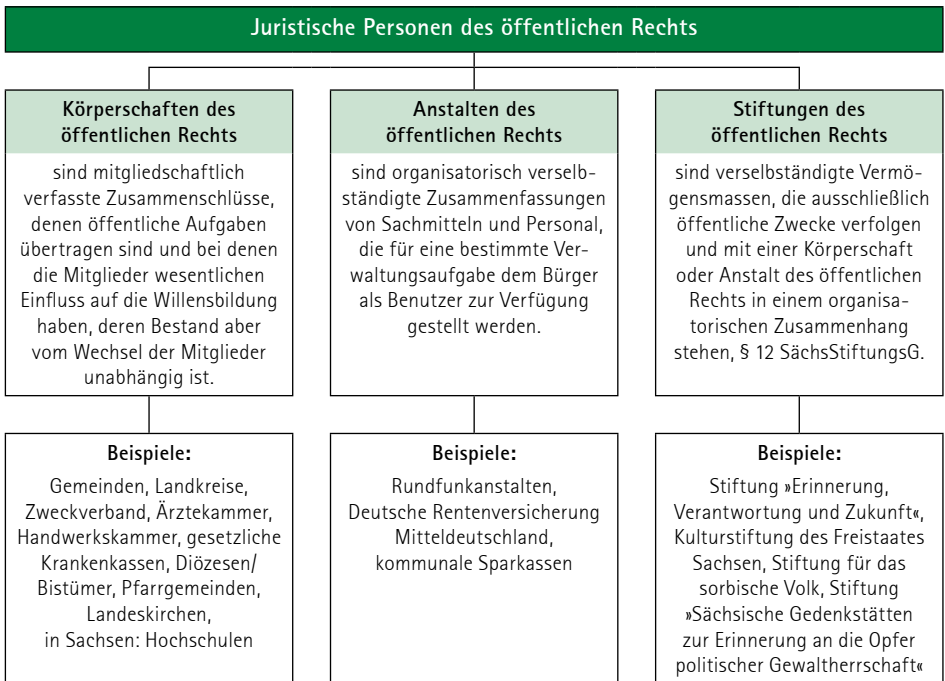 Juristische Personen des öffentlichen Rechts
Körperschaften des
öffentlichen Rechts
sind mitgliedschaftlich
verfasste Zusammenschlüsse,
denen öffentliche Aufgaben
übertragen sind und bei denen
die Mitglieder wesentlichen
Einfluss auf die Willensbildung
haben, deren Bestand aber
vom Wechsel der Mitglieder
unabhängig ist.
Beispiele:
Gemeinden, Landkreise,
Zweckverband, Ärztekammer,
Handwerkskammer, gesetzliche
Krankenkassen, Diözesen/
Bistümer, Pfarrgemeinden,
Landeskirchen,
in Sachsen: Hochschulen
Anstalten des
öffentlichen Rechts
sind organisatorisch verselb-
ständigte Zusammenfassungen
von Sachmitteln und Personal,
die für eine bestimmte Ver-
waltungsaufgabe dem Bürger
als Benutzer zur Verfügung
gestellt werden.
Beispiele:
Rundfunkanstalten,
Deutsche Rentenversicherung
Mitteldeutschland,
kommunale Sparkassen
Stiftungen des
öffentlichen Rechts
sind verselbständigte Vermö-
gensmassen, die ausschließlich
öffentliche Zwecke verfolgen
und mit einer Körperschaft
oder Anstalt des öffentlichen
Rechts in einem organisa-
torischen Zusammenhang
stehen, § 12 SächsStiftungsG.
Beispiele:
Stiftung »Erinnerung,
Verantwortung und Zukunft«,
Kulturstiftung des Freistaates
Sachsen, Stiftung für das
sorbische Volk, Stiftung
»Sächsische Gedenkstätten
zur Erinnerung an die Opfer
politischer Gewaltherrschaft«